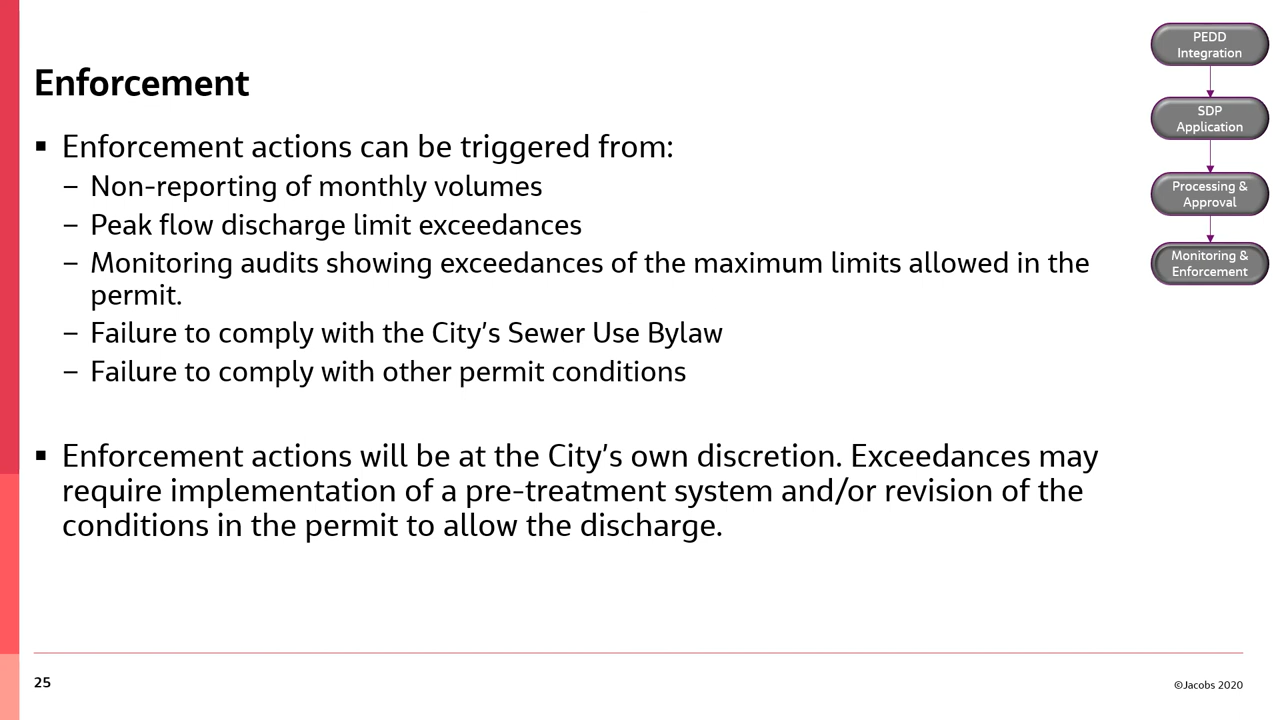 Enforcement
▪ Enforcement actions can be triggered from:
– Non-reporting of monthly volumes
– Peak flow discharge limit exceedances
– Monitoring audits showing exceedances of the maximum limits allowed in the
permit.
– Failure to comply with the City’s Sewer Use Bylaw
– Failure to comply with other permit conditions
▪ Enforcement actions will be at the City’s own discretion. Exceedances may
require implementation of a pre-treatment system and/or revision of the
conditions in the permit to allow the discharge.
PEDD
Integration
SDP
Application
Processing &
Approval
Monitoring &
Enforcement
25
©Jacobs 2020